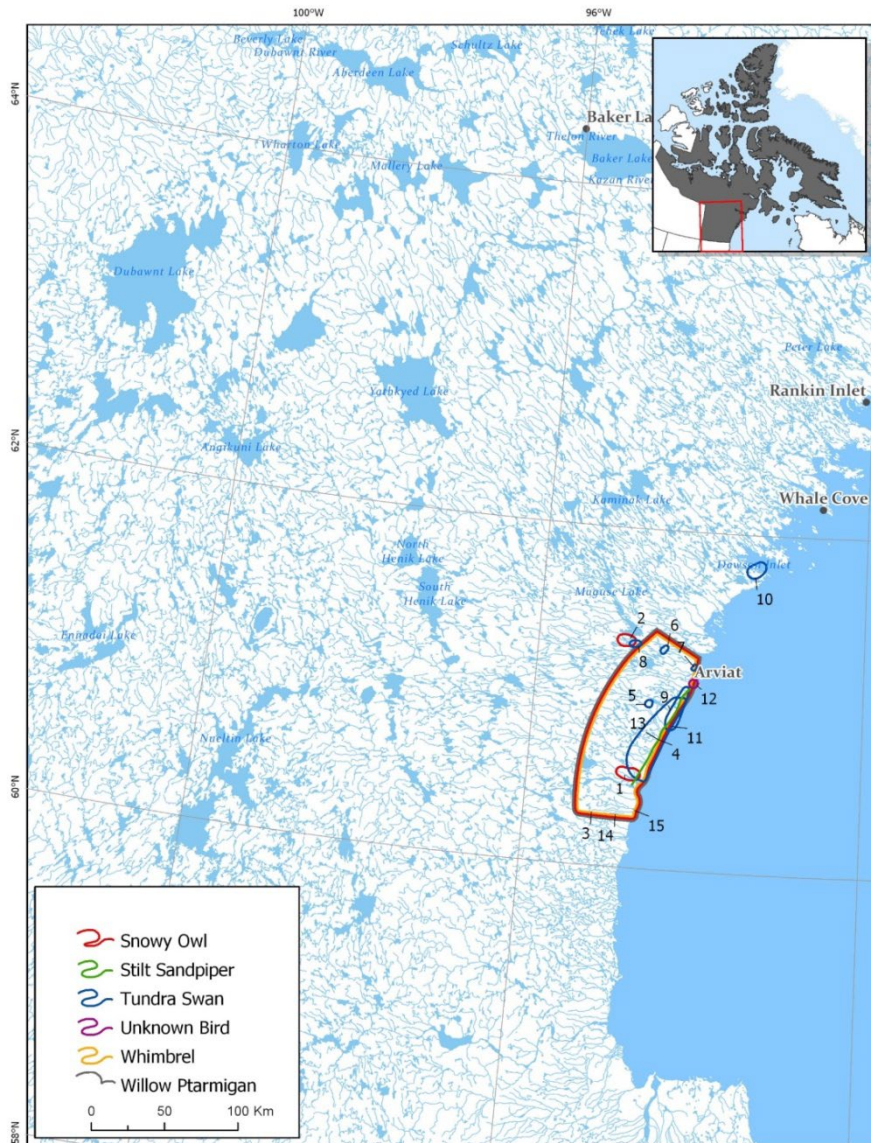 100°W
96°W
Beverly Lake
Dubawnt River
Aberdeen Lake
Schultz Lake
Tehek Lake
64°N
Baker La
Thelon River
Wharton Lake
Mallery Lake
Baker Lake
Kazan River
Dubawnt Lake
Peter Lake
Yathkyed Lake
Rankin Inlet
62°N
Angikuni Lake
Whale Cove
Kaminak Lake
North
Henik Lake
Dawson Inlet
South
Henik Lake
Maguse Lake
10
Ennadai Lake
2
6
7
8
Arviat
5
9
12
13
11
4
Nueltin Lake
1
60°N
3
14
15
Snowy Owl
Stilt Sandpiper
Tundra Swan
Unknown Bird
Whimbrel
Willow Ptarmigan
0 50 100 Km
58°N